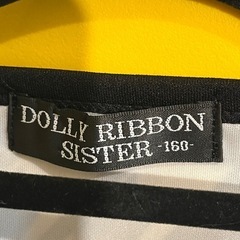 DOLLY RIBBON
SISTER -160-